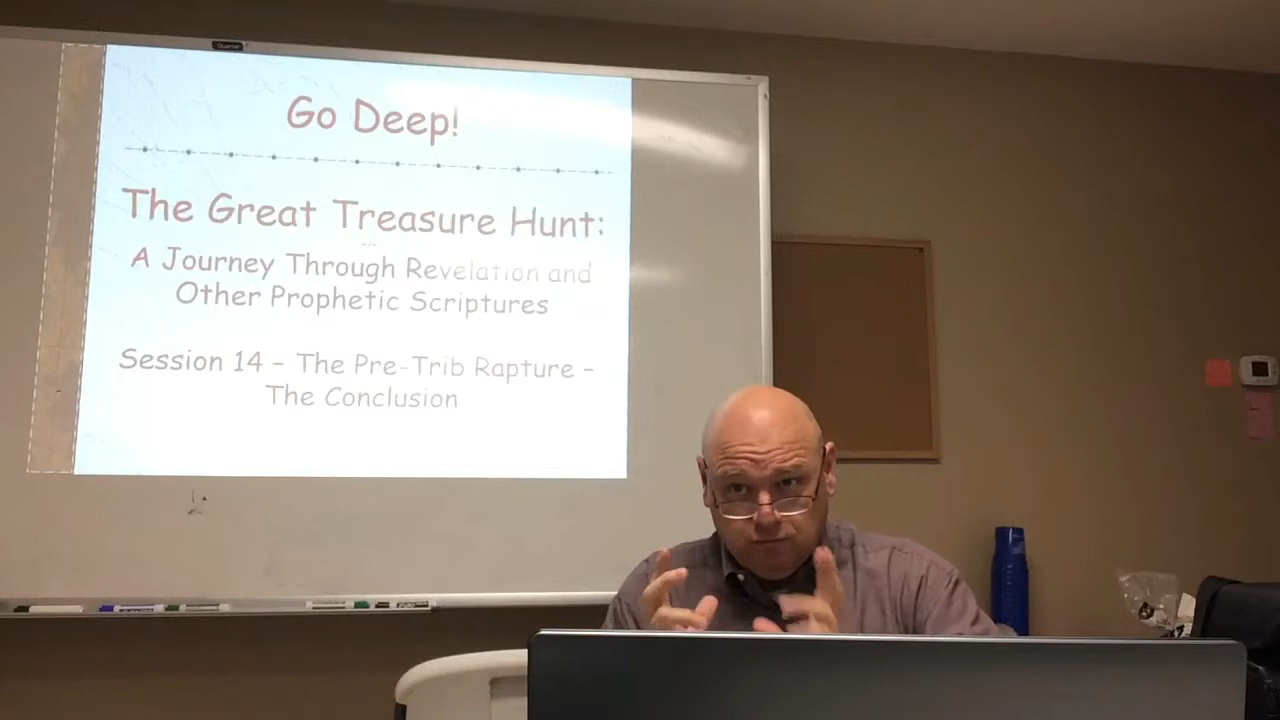 Go Deep!
The Great Treasure Hunt:
A Journey Through Revelation and
Other Prophetic Scriptures
Session 14 – The Pre-Trib Rapture –
The Conclusion